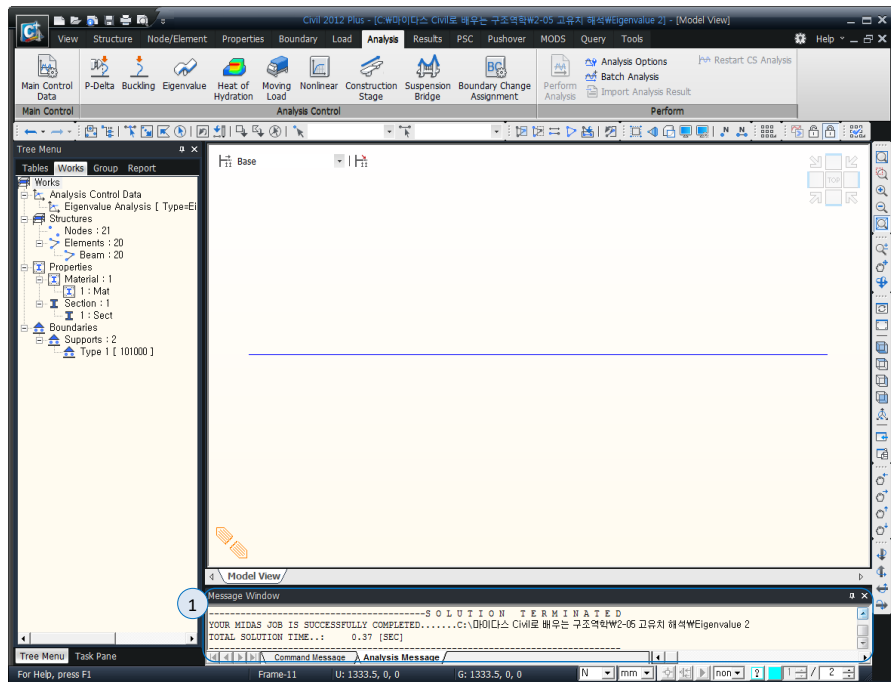 Civil 2012 Plus - [C:₩마이다스 Civil로 배우는 구조역학₩2-05 고유치 해석₩Eigenvalue 2] - [Model View]
View Structure Node/Element Properties Boundary Load Analysis Results PSC Pushover MODS Query Tools Help
Main Control Data
P-Delta Buckling Eigenvalue
Heat of Hydration
Moving Load
Nonlinear
Construction Stage
Suspension Bridge
Boundary Change Assignment
Perform Analysis
Analysis Options
Batch Analysis
Import Analysis Result
Restart CS Analysis
Main Control Analysis Control Perform
Tree Menu
Tables Works Group Report
Works
Analysis Control Data
Eigenvalue Analysis [ Type=Ei
Structures
Nodes : 21
Elements : 20
Beam : 20
Properties
Material : 1
1 : Mat
Section : 1
1 : Sect
Boundaries
Supports : 2
Type 1 [ 101000 ]
Base
TOP
Model View
1
Message Window
----------------------------------------S O L U T I O N   T E R M I N A T E D
YOUR MIDAS JOB IS SUCCESSFULLY COMPLETED.......C:\마이다스 Civil로 배우는 구조역학₩2-05 고유치 해석₩Eigenvalue 2
TOTAL SOLUTION TIME..: 0.37 [SEC]
Command Message Analysis Message
Tree Menu Task Pane
For Help, press F1 Frame-11 U: 1333.5, 0, 0 G: 1333.5, 0, 0 N mm non ? 1 / 2